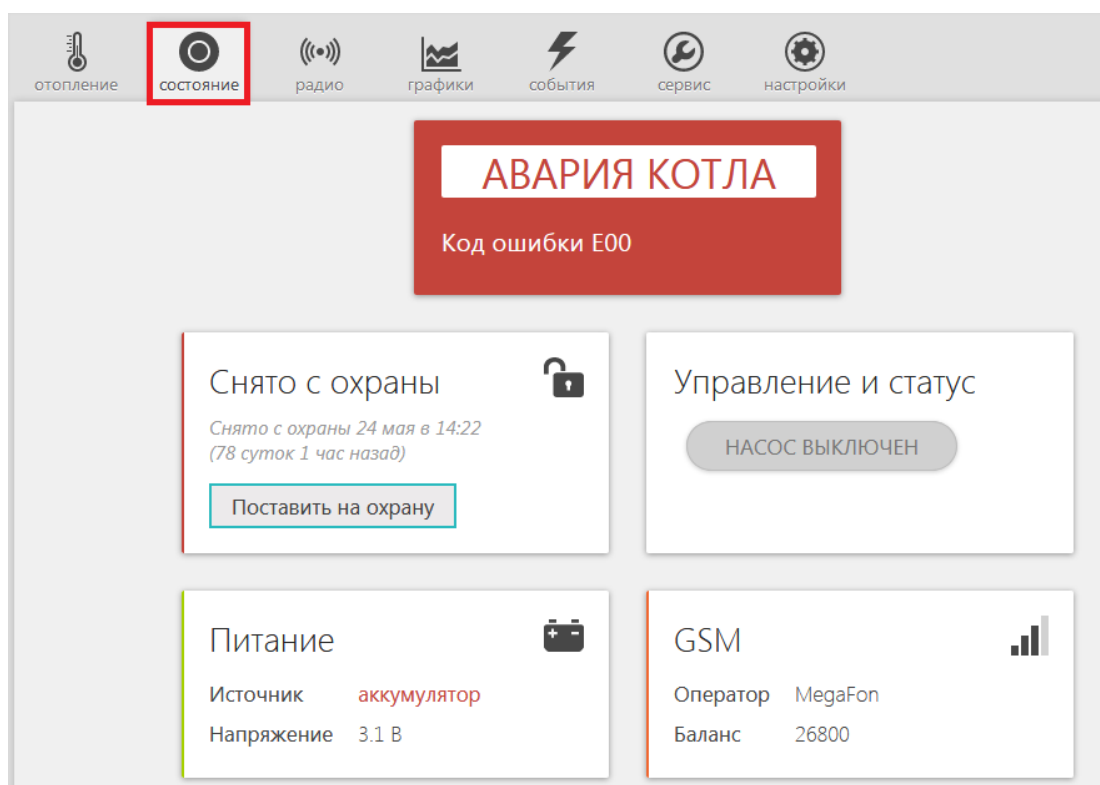 отопление
состояние
радио
графики
события
сервис
настройки
АВАРИЯ КОТЛА
Код ошибки E00
Снято с охраны
Снято с охраны 24 мая в 14:22
(78 суток 1 час назад)
Поставить на охрану
Управление и статус
НАСОС ВЫКЛЮЧЕН
Питание
Источник аккумулятор
Напряжение 3.1 В
GSM
Оператор MegaFon
Баланс 26800